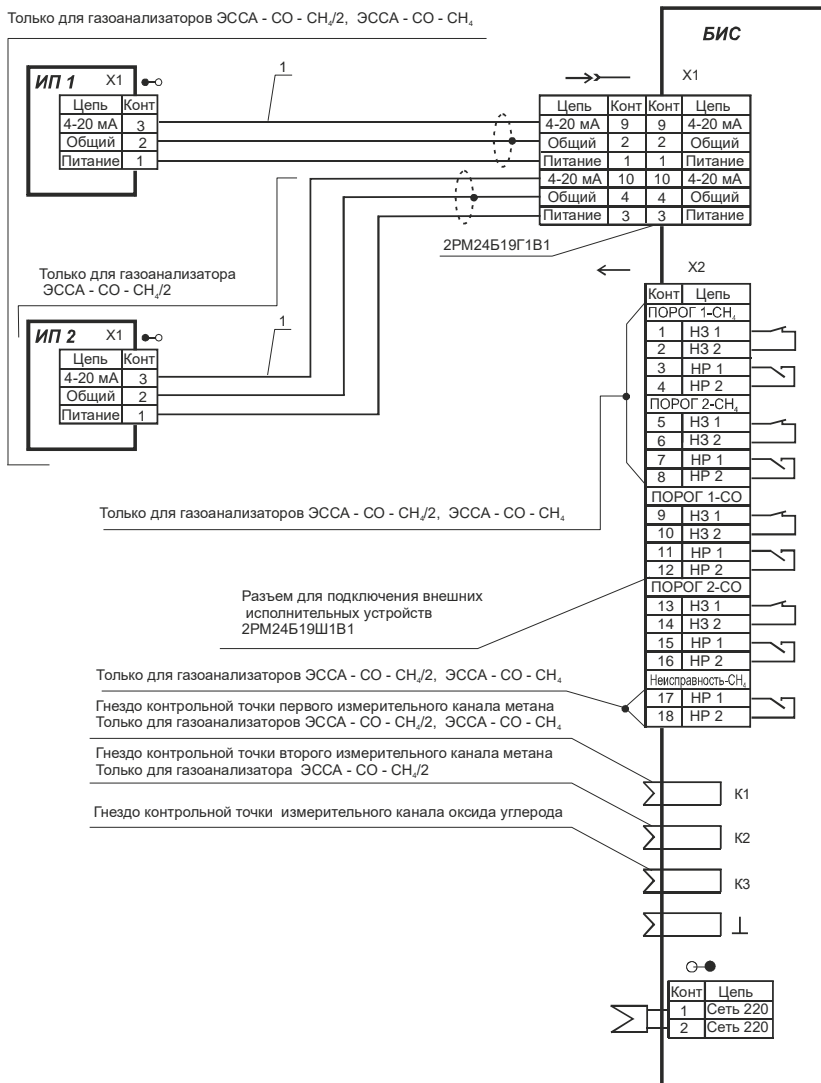 Только для газоанализаторов ЭССА - СО - СН₄/2, ЭССА - СО - СН₄
БИС
ИП 1 Х1
Цепь Конт
4-20 мА 3
Общий 2
Питание 1
1
Х1
Цепь Конт Конт Цепь
4-20 мА 9 9 4-20 мА
Общий 2 2 Общий
Питание 1 1 Питание
4-20 мА 10 10 4-20 мА
Общий 4 4 Общий
Питание 3 3 Питание
2РМ24Б19Г1В1
Только для газоанализатора
ЭССА - СО - СН₄/2
ИП 2 Х1
Цепь Конт
4-20 мА 3
Общий 2
Питание 1
1
Х2
Конт Цепь
ПОРОГ 1-СН₄
1 НЗ 1
2 НЗ 2
3 НР 1
4 НР 2
ПОРОГ 2-СН₄
5 НЗ 1
6 НЗ 2
7 НР 1
8 НР 2
ПОРОГ 1-СО
9 НЗ 1
10 НЗ 2
11 НР 1
12 НР 2
ПОРОГ 2-СО
13 НЗ 1
14 НЗ 2
15 НР 1
16 НР 2
Неисправность-СН₄
17 НР 1
18 НР 2
Только для газоанализаторов ЭССА - СО - СН₄/2, ЭССА - СО - СН₄
Разъем для подключения внешних
исполнительных устройств
2РМ24Б19Ш1В1
Только для газоанализаторов ЭССА - СО - СН₄/2, ЭССА - СО - СН₄
Гнездо контрольной точки первого измерительного канала метана
Только для газоанализаторов ЭССА - СО - СН₄/2, ЭССА - СО - СН₄
Гнездо контрольной точки второго измерительного канала метана
Только для газоанализатора ЭССА - СО - СН₄/2
Гнездо контрольной точки измерительного канала оксида углерода
К1
К2
К3
Конт Цепь
1 Сеть 220
2 Сеть 220